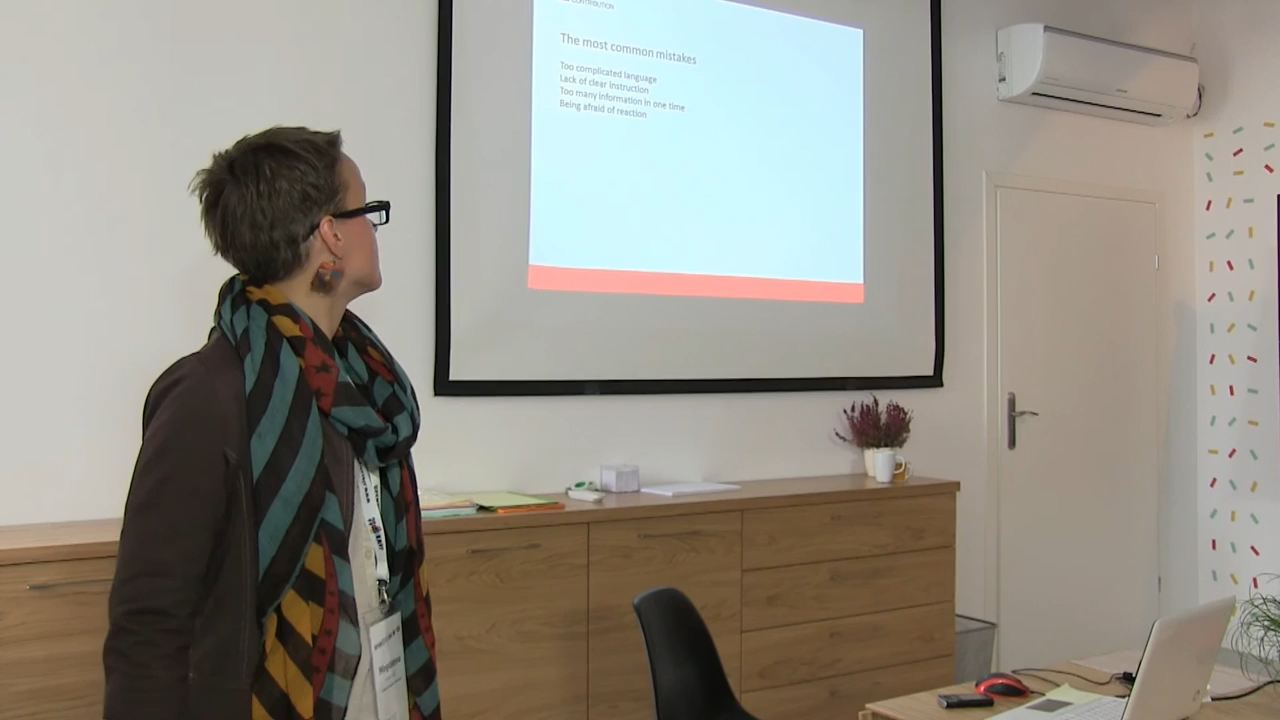 CONTRIBUTION
The most common mistakes
Too complicated language
Lack of clear instruction
Too many information in one time
Being afraid of reaction